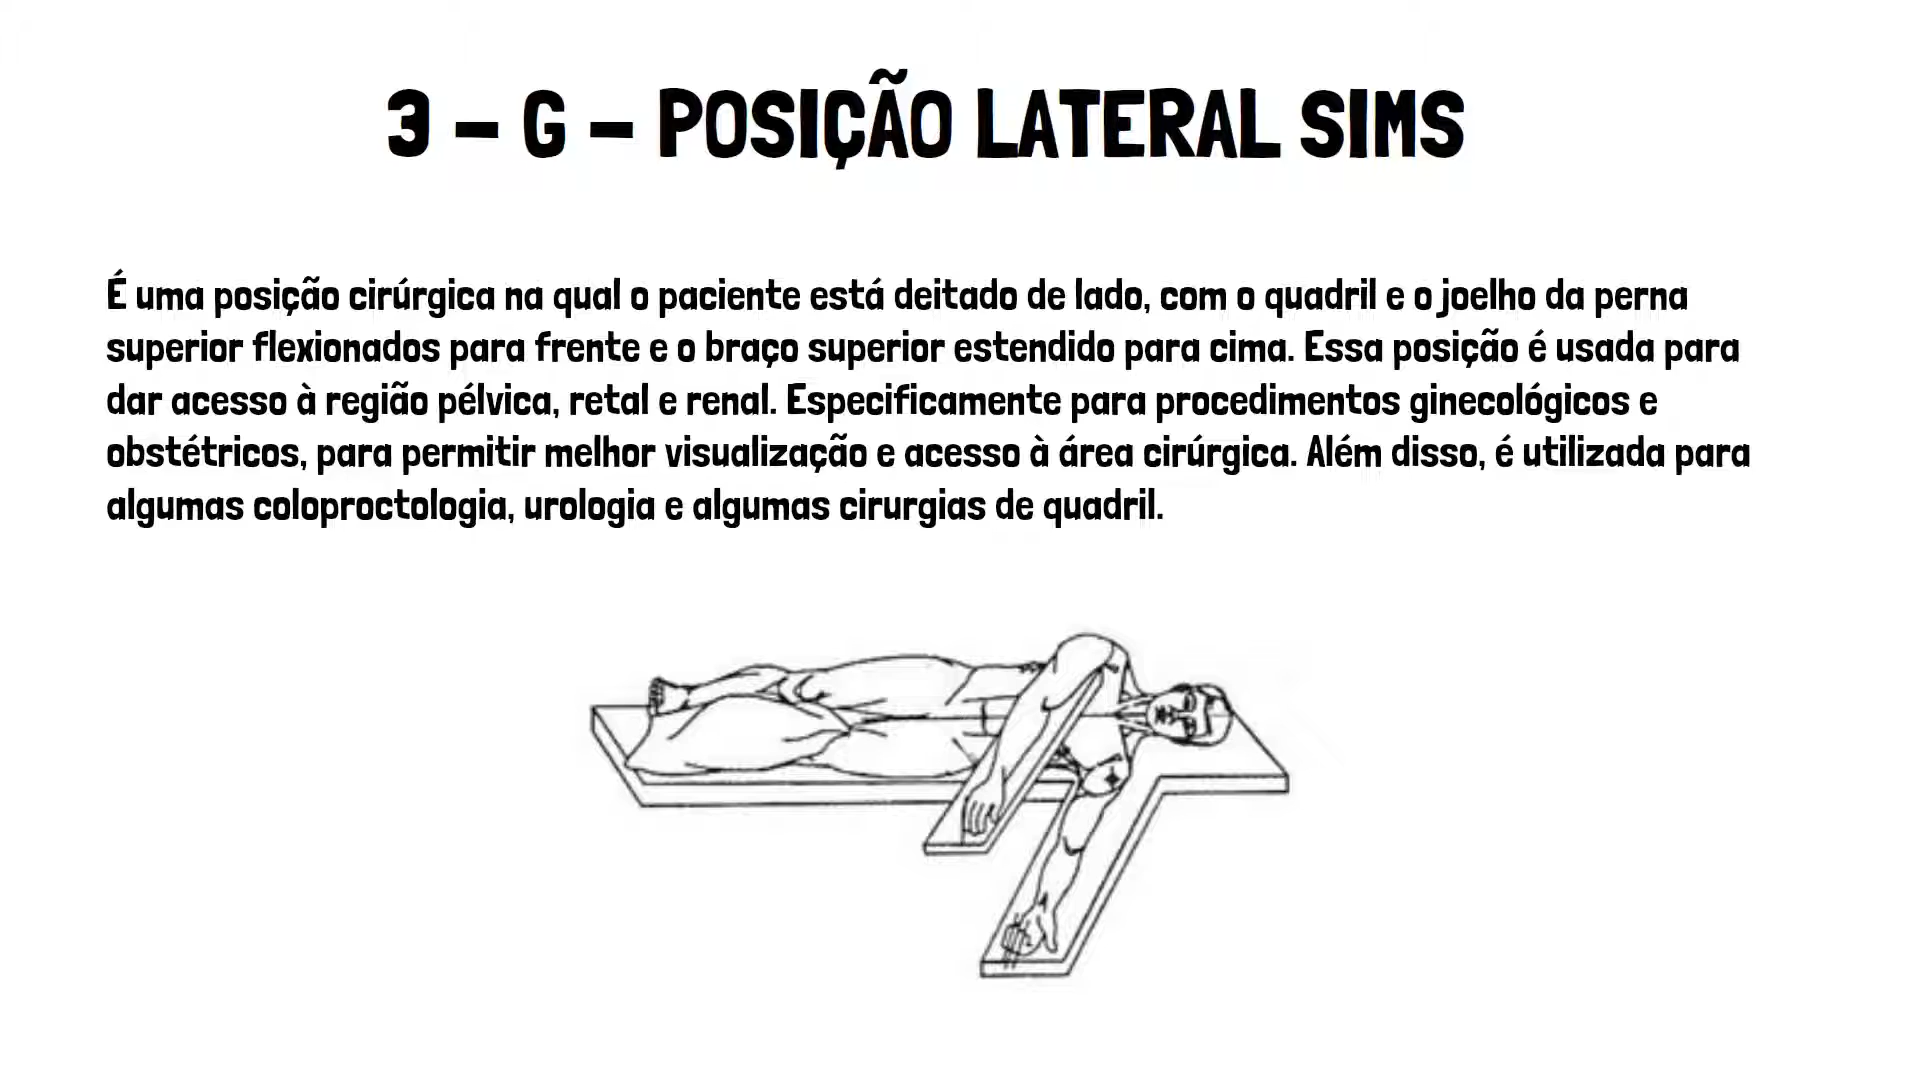 3 - G - POSIÇÃO LATERAL SIMS
É uma posição cirúrgica na qual o paciente está deitado de lado, com o quadril e o joelho da perna
superior flexionados para frente e o braço superior estendido para cima. Essa posição é usada para
dar acesso à região pélvica, retal e renal. Especificamente para procedimentos ginecológicos e
obstétricos, para permitir melhor visualização e acesso à área cirúrgica. Além disso, é utilizada para
algumas coloproctologia, urologia e algumas cirurgias de quadril.